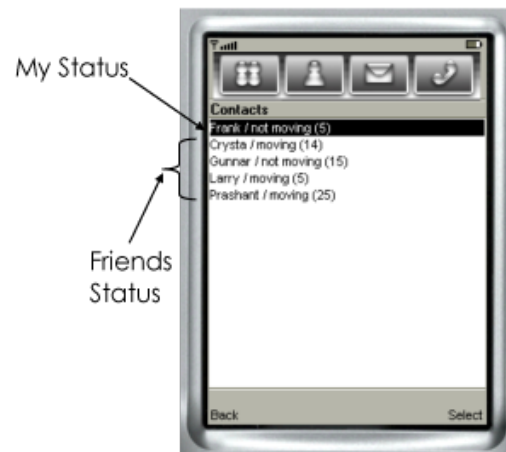 My Status
Contacts
Frank / not moving (5)
Crysta / moving (14)
Gunnar / not moving (15)
Larry / moving (5)
Prashant / moving (25)
Friends
Status
Back Select